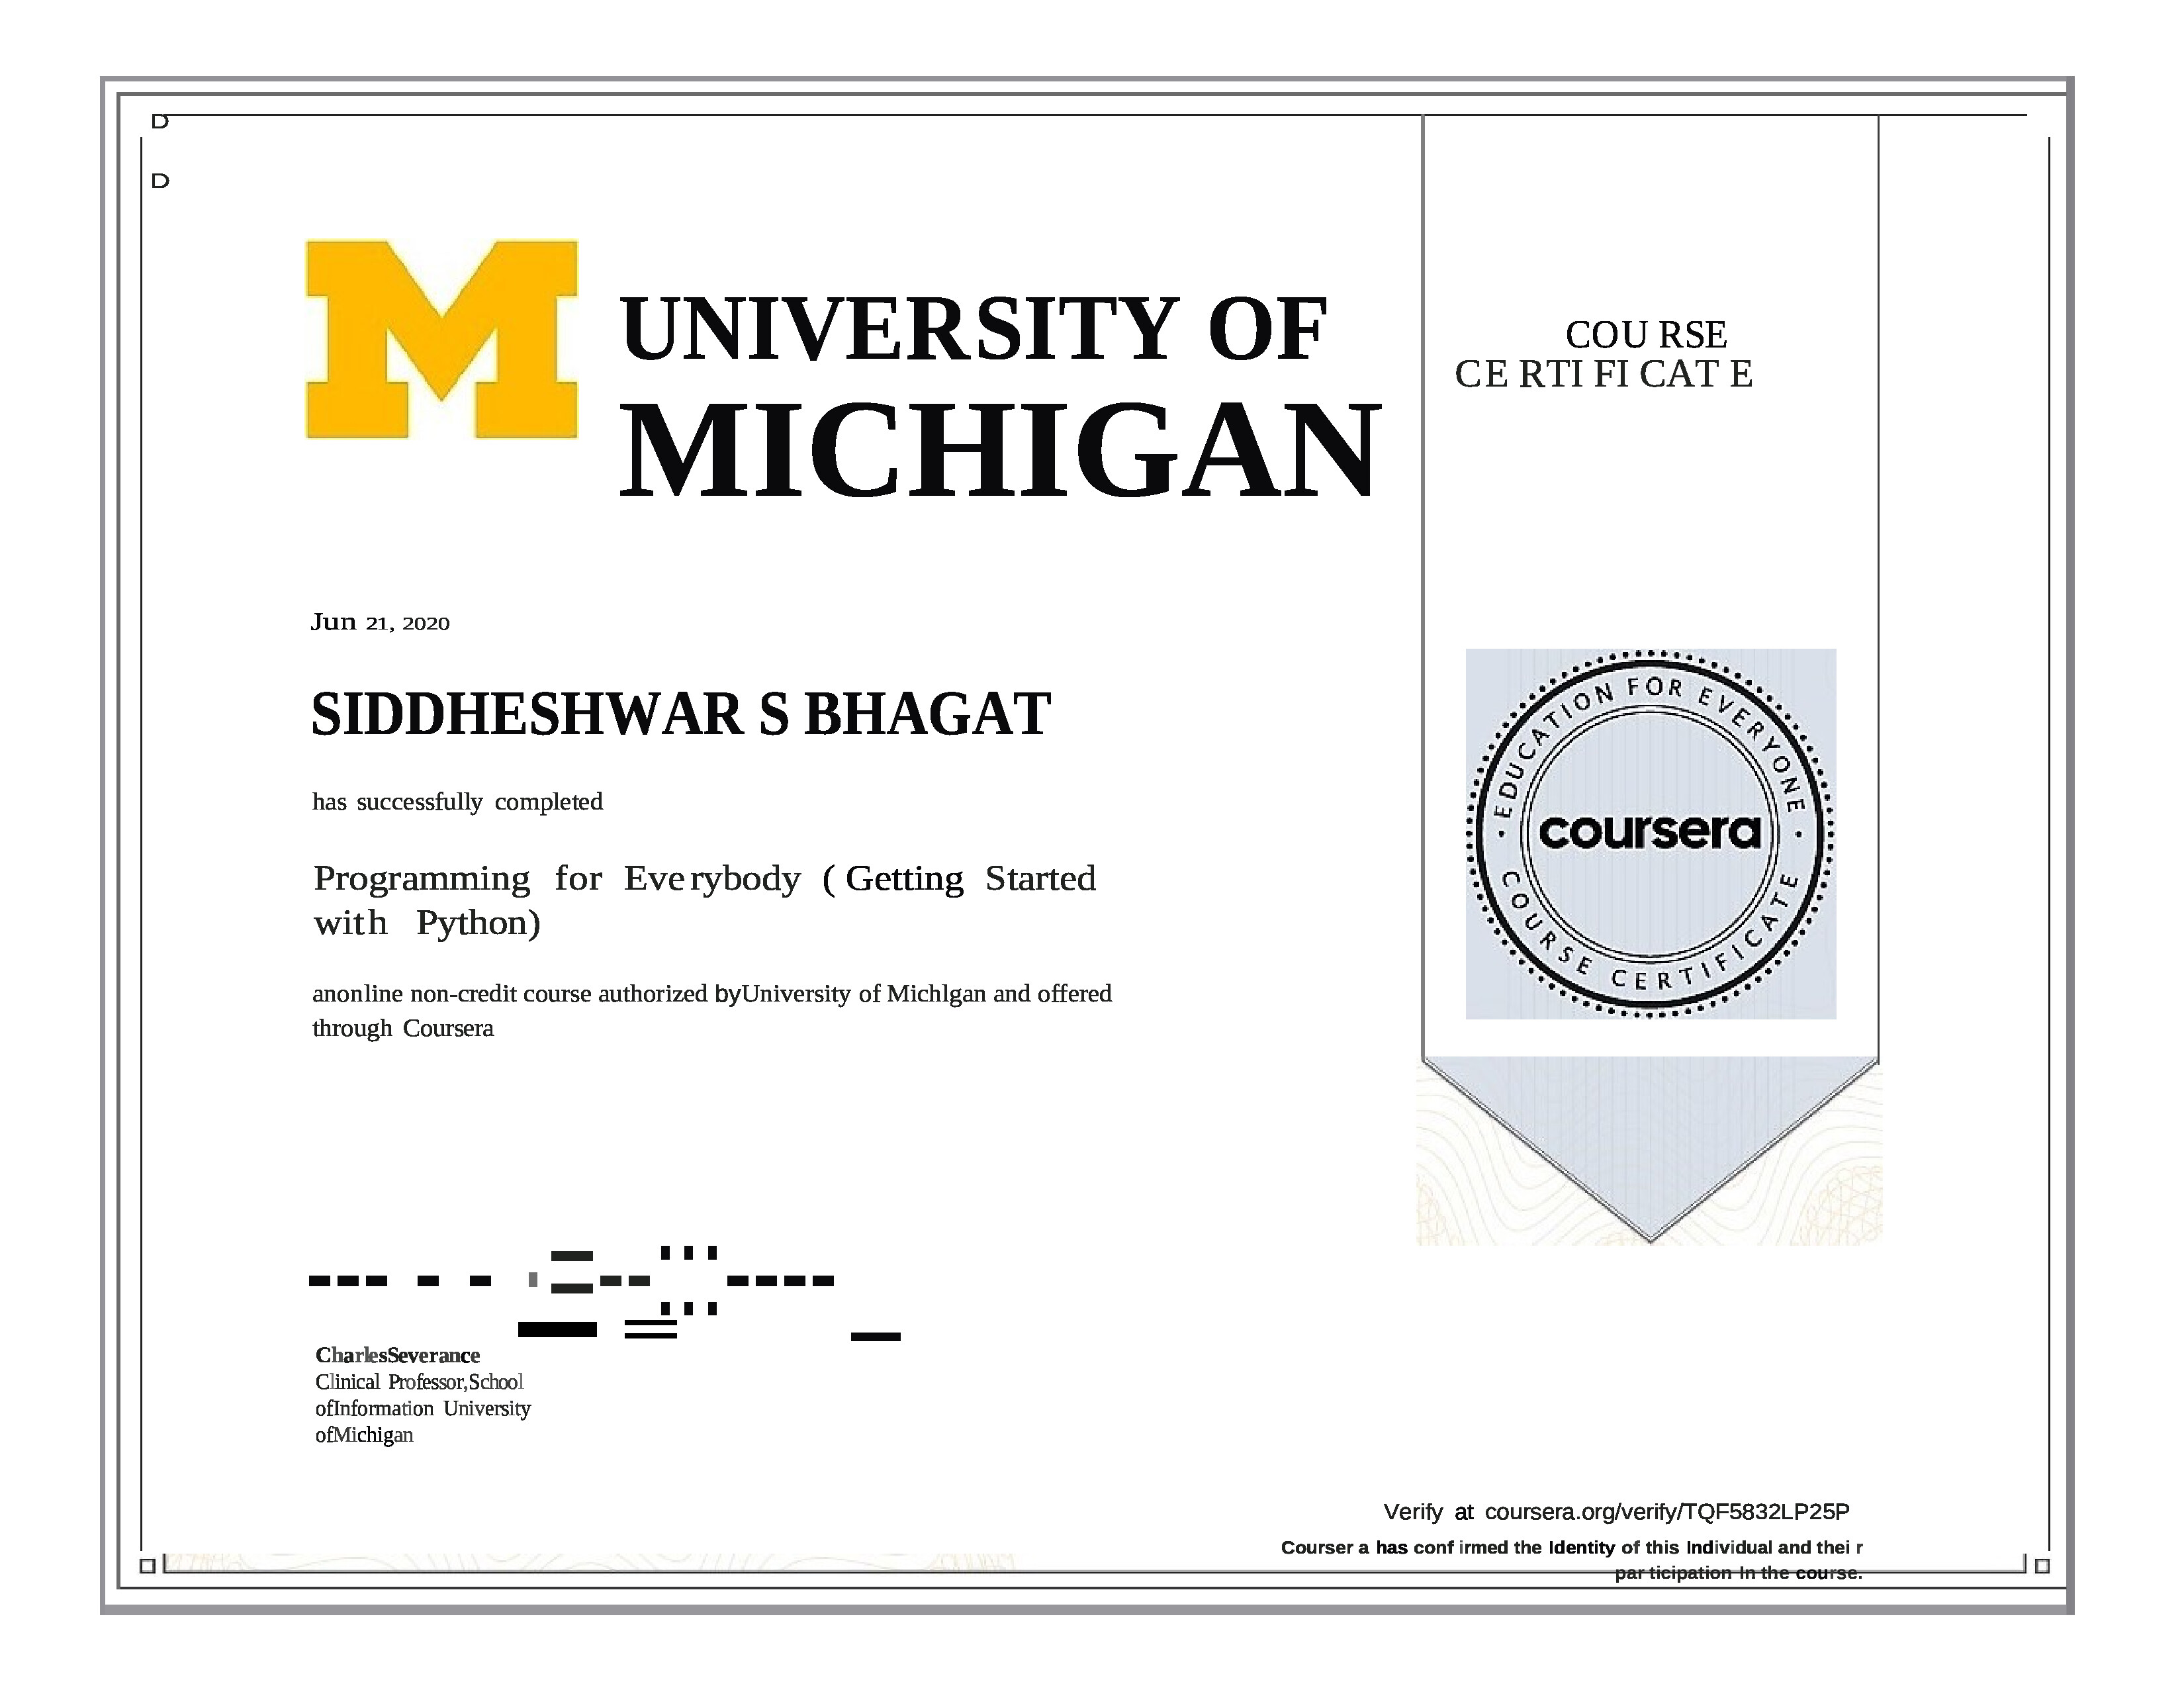 D
D
M
UNIVERSITY OF
MICHIGAN
COU RSE
CE RTI FI CAT E
Jun 21, 2020
SIDDHESHWAR S BHAGAT
has successfully completed
Programming for Eve rybody ( Getting Started
with Python)
anonline non-credit course authorized byUniversity of Michlgan and offered
through Coursera
EDUCATION FOR EVERYONE
coursera
COURSE CERTIFICATE
CharlesSeverance
Clinical Professor,School
ofInformation University
ofMichigan
Verify at coursera.org/verify/TQF5832LP25P
Courser a has conf irmed the Identity of this Individual and thei r
par ticipation In the course.